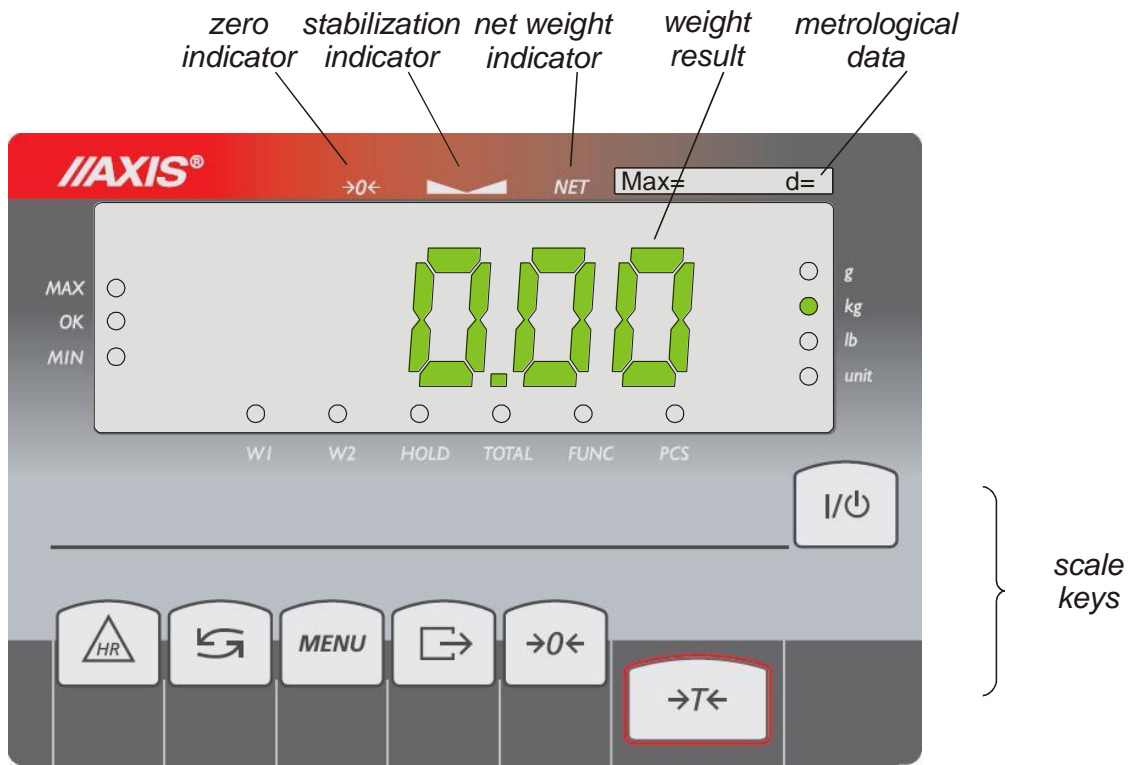 zero indicator
stabilization indicator
net weight indicator
weight result
metrological data
//AXIS®
→0←
NET
Max= d=
0.00
MAX
OK
MIN
g
kg
lb
unit
W1 W2 HOLD TOTAL FUNC PCS
I/⏻
scale keys
HR
MENU
→0←
→T←